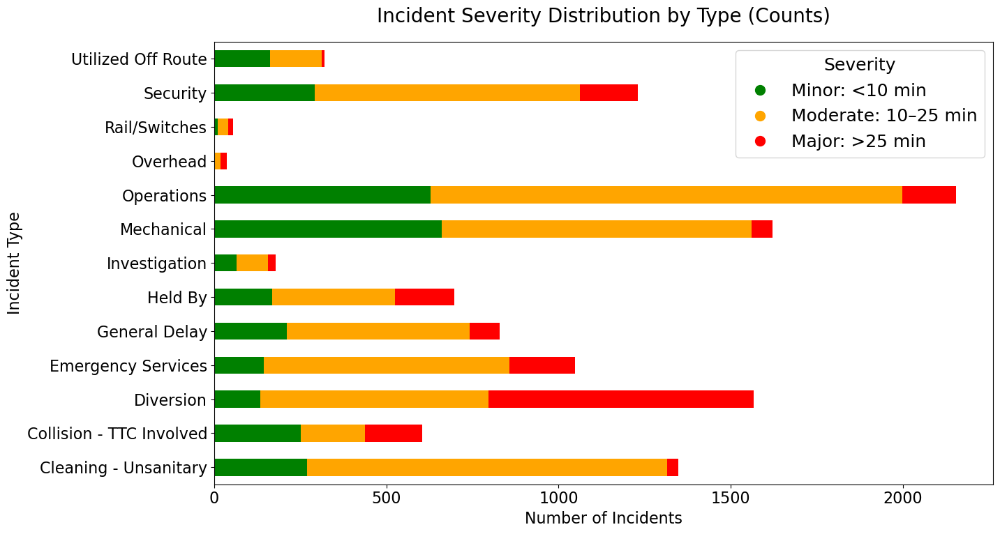 Incident Severity Distribution by Type (Counts)
Severity
Minor: <10 min
Moderate: 10–25 min
Major: >25 min
Incident Type
Utilized Off Route
Security
Rail/Switches
Overhead
Operations
Mechanical
Investigation
Held By
General Delay
Emergency Services
Diversion
Collision - TTC Involved
Cleaning - Unsanitary
0 500 1000 1500 2000
Number of Incidents